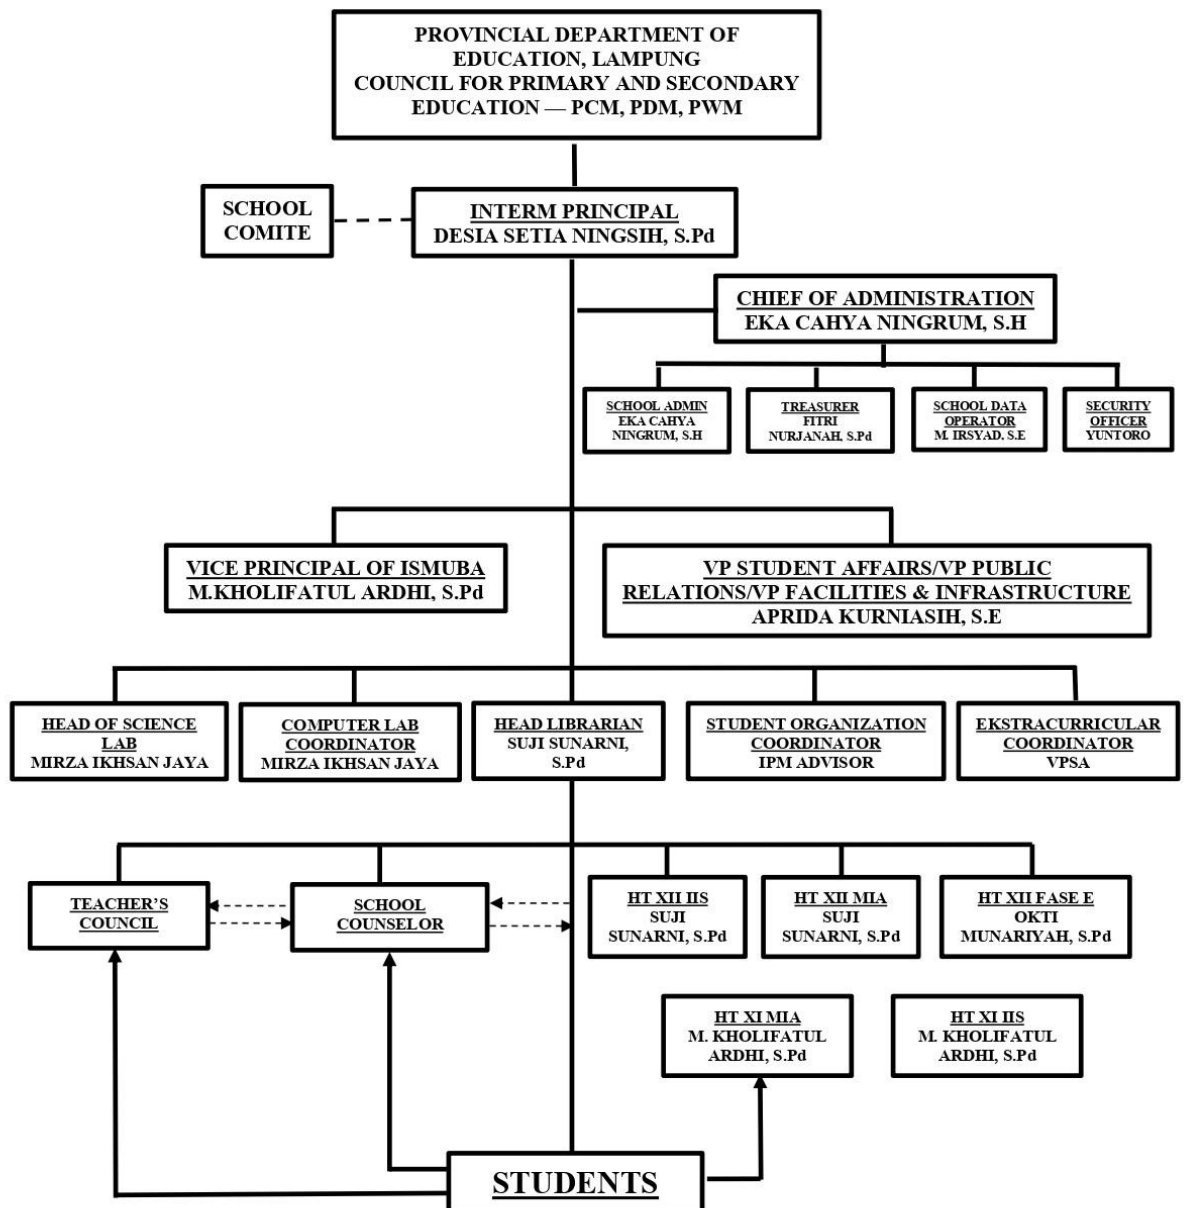 PROVINCIAL DEPARTMENT OF
EDUCATION, LAMPUNG
COUNCIL FOR PRIMARY AND SECONDARY
EDUCATION — PCM, PDM, PWM
SCHOOL
COMITE
INTERM PRINCIPAL
DESIA SETIA NINGSIH, S.Pd
CHIEF OF ADMINISTRATION
EKA CAHYA NINGRUM, S.H
SCHOOL ADMIN
EKA CAHYA
NINGRUM, S.H
TREASURER
FITRI
NURJANAH, S.Pd
SCHOOL DATA
OPERATOR
M. IRSYAD, S.E
SECURITY
OFFICER
YUNTORO
VICE PRINCIPAL OF ISMUBA
M.KHOLIFATUL ARDHI, S.Pd
VP STUDENT AFFAIRS/VP PUBLIC
RELATIONS/VP FACILITIES & INFRASTRUCTURE
APRIDA KURNIASIH, S.E
HEAD OF SCIENCE
LAB
MIRZA IKHSAN JAYA
COMPUTER LAB
COORDINATOR
MIRZA IKHSAN JAYA
HEAD LIBRARIAN
SUJI SUNARNI,
S.Pd
STUDENT ORGANIZATION
COORDINATOR
IPM ADVISOR
EKSTRACURRICULAR
COORDINATOR
VPSA
TEACHER’S
COUNCIL
SCHOOL
COUNSELOR
HT XII IIS
SUJI
SUNARNI, S.Pd
HT XII MIA
SUJI
SUNARNI, S.Pd
HT XII FASE E
OKTI
MUNARIYAH, S.Pd
HT XI MIA
M. KHOLIFATUL
ARDHI, S.Pd
HT XI IIS
M. KHOLIFATUL
ARDHI, S.Pd
STUDENTS